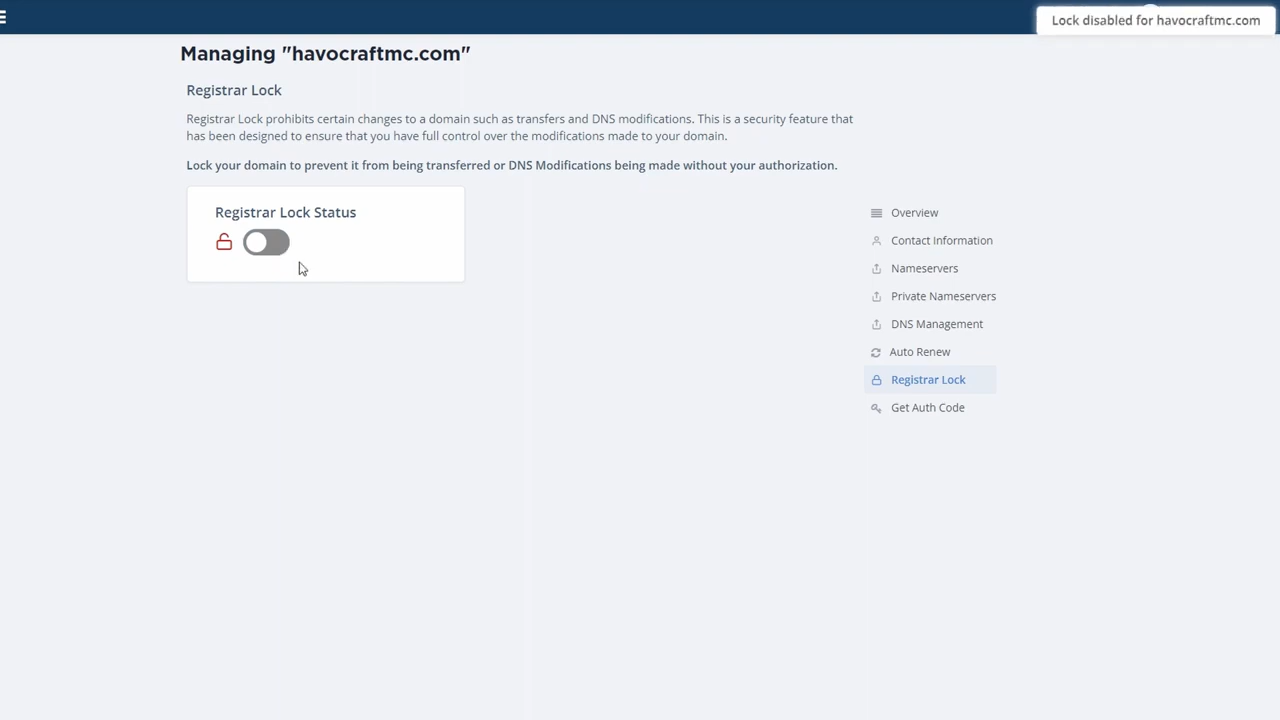 Lock disabled for havocraftmc.com
Managing "havocraftmc.com"
Registrar Lock
Registrar Lock prohibits certain changes to a domain such as transfers and DNS modifications. This is a security feature that
has been designed to ensure that you have full control over the modifications made to your domain.
Lock your domain to prevent it from being transferred or DNS Modifications being made without your authorization.
Registrar Lock Status
Overview
Contact Information
Nameservers
Private Nameservers
DNS Management
Auto Renew
Registrar Lock
Get Auth Code